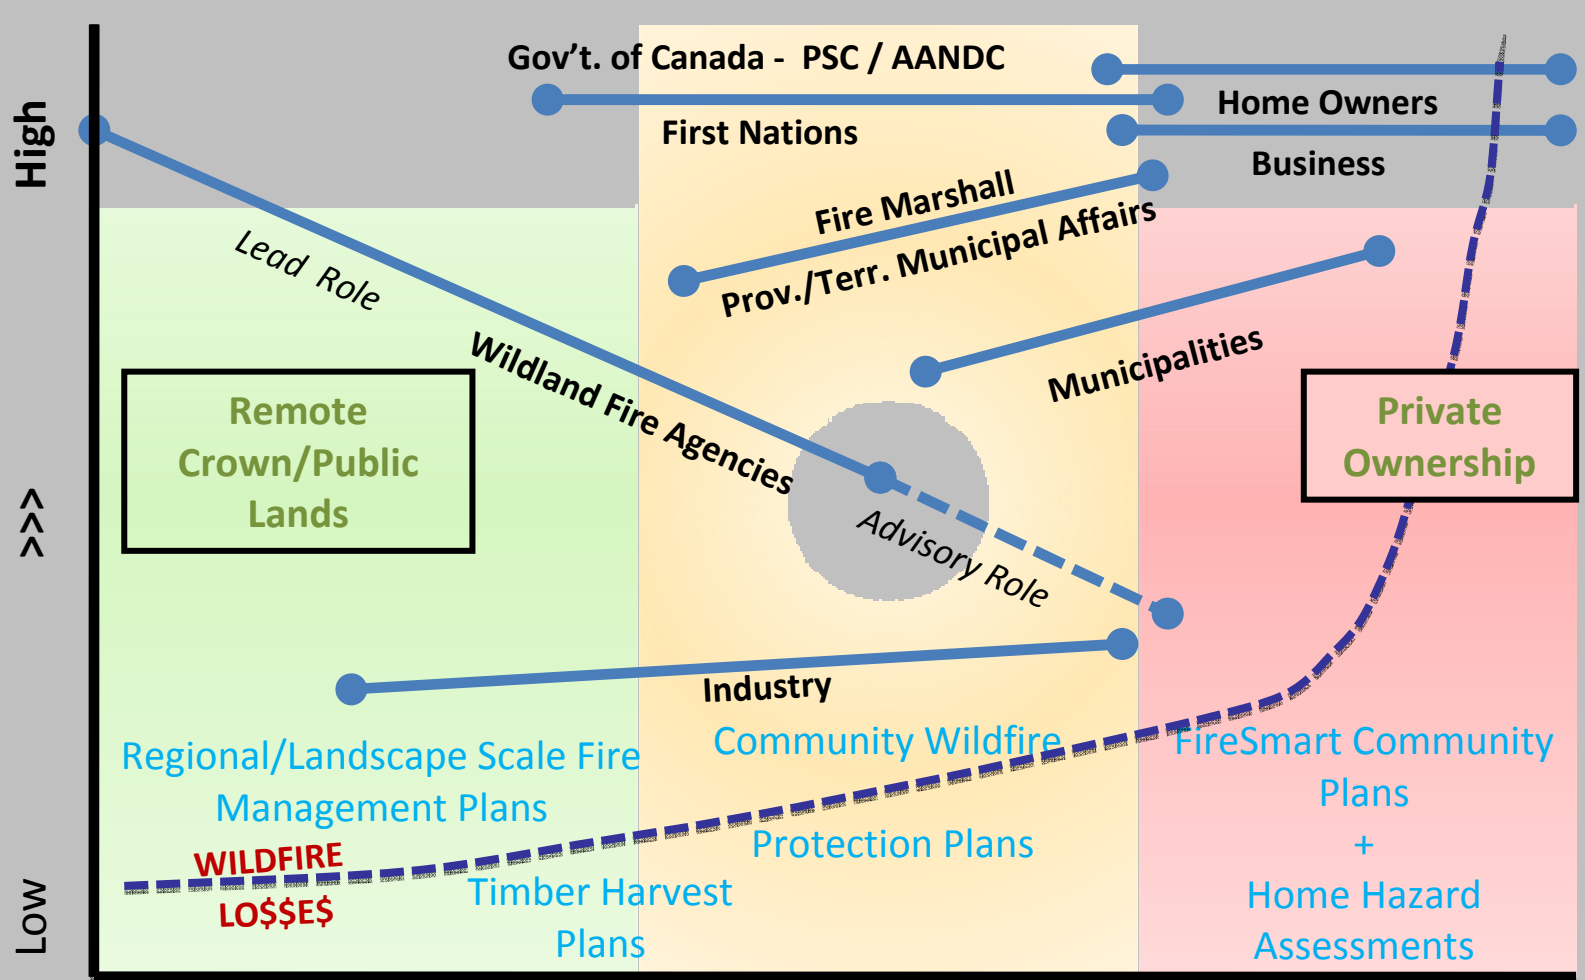 High
>>>
Low
Gov’t. of Canada - PSC / AANDC
First Nations
Home Owners
Business
Fire Marshall
Prov./Terr. Municipal Affairs
Municipalities
Lead Role
Wildland Fire Agencies
Advisory Role
Remote
Crown/Public
Lands
Private
Ownership
Industry
Regional/Landscape Scale Fire
Management Plans
Community Wildfire
Protection Plans
FireSmart Community
Plans
+
Home Hazard
Assessments
WILDFIRE
LO$$E$
Timber Harvest
Plans